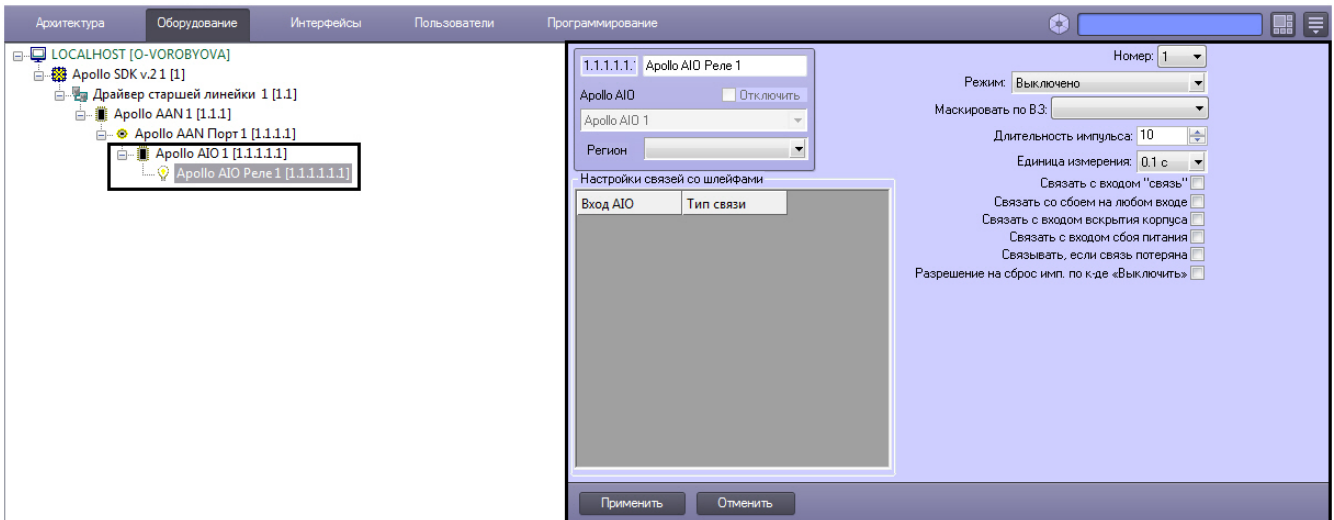 Архитектура Оборудование Интерфейсы Пользователи Программирование
LOCALHOST [O-VOROBYOVA]
Apollo SDK v.2 1 [1]
Драйвер старшей линейки 1 [1.1]
Apollo AAN 1 [1.1.1]
Apollo AAN Порт 1 [1.1.1.1]
Apollo AIO 1 [1.1.1.1.1]
Apollo AIO Реле 1 [1.1.1.1.1.1]
1.1.1.1.1. Apollo AIO Реле 1
Apollo AIO Отключить
Apollo AIO 1
Регион
Настройки связей со шлейфами
Вход AIO Тип связи
Номер: 1
Режим: Выключено
Маскировать по ВЗ:
Длительность импульса: 10
Единица измерения: 0.1 с
Связать с входом "связь"
Связать со сбоем на любом входе
Связать с входом вскрытия корпуса
Связать с входом сбоя питания
Связывать, если связь потеряна
Разрешение на сброс имп. по к-де «Выключить»
Применить Отменить